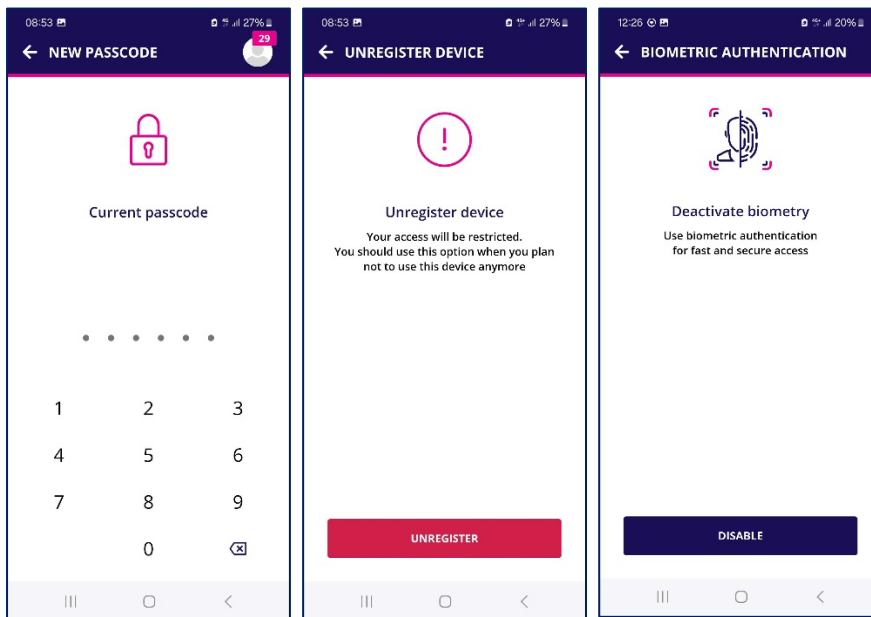 08:53
27%
29
NEW PASSCODE
Current passcode
1 2 3
4 5 6
7 8 9
0
08:53
27%
UNREGISTER DEVICE
!
Unregister device
Your access will be restricted.
You should use this option when you plan
not to use this device anymore
UNREGISTER
12:26
20%
BIOMETRIC AUTHENTICATION
Deactivate biometry
Use biometric authentication
for fast and secure access
DISABLE